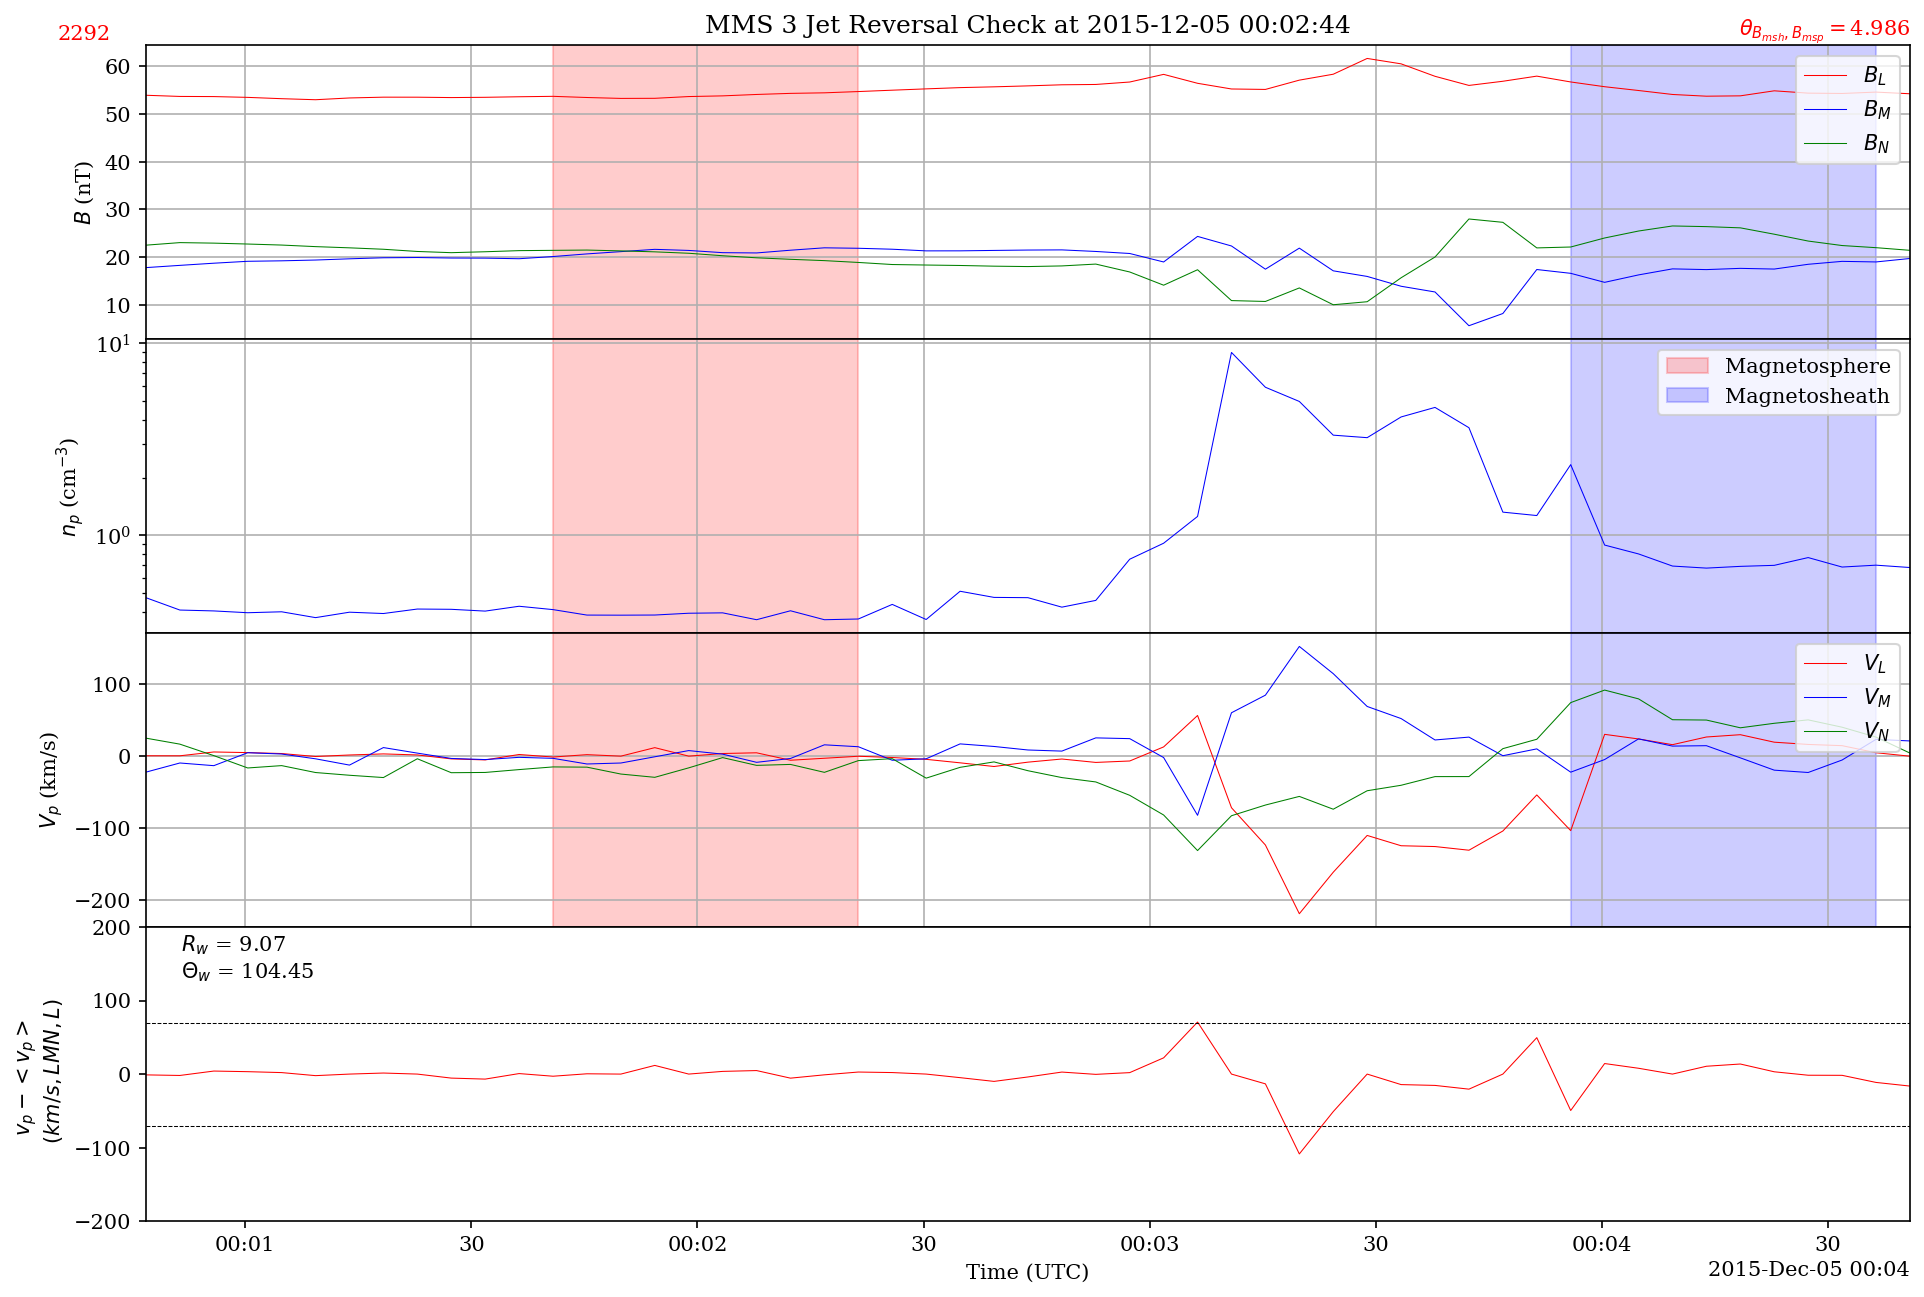 2292
MMS 3 Jet Reversal Check at 2015-12-05 00:02:44
θ_{B_{msh}, B_{msp}} = 4.986
60
50
40
30
20
10
B (nT)
B_L
B_M
B_N
10^1
10^0
n_p (cm^{−3})
Magnetosphere
Magnetosheath
100
0
−100
−200
V_p (km/s)
V_L
V_M
V_N
200
100
0
−100
−200
v_p − < v_p >
(km/s, LMN, L)
R_w = 9.07
Θ_w = 104.45
00:01
30
00:02
30
00:03
30
00:04
30
Time (UTC)
2015-Dec-05 00:04